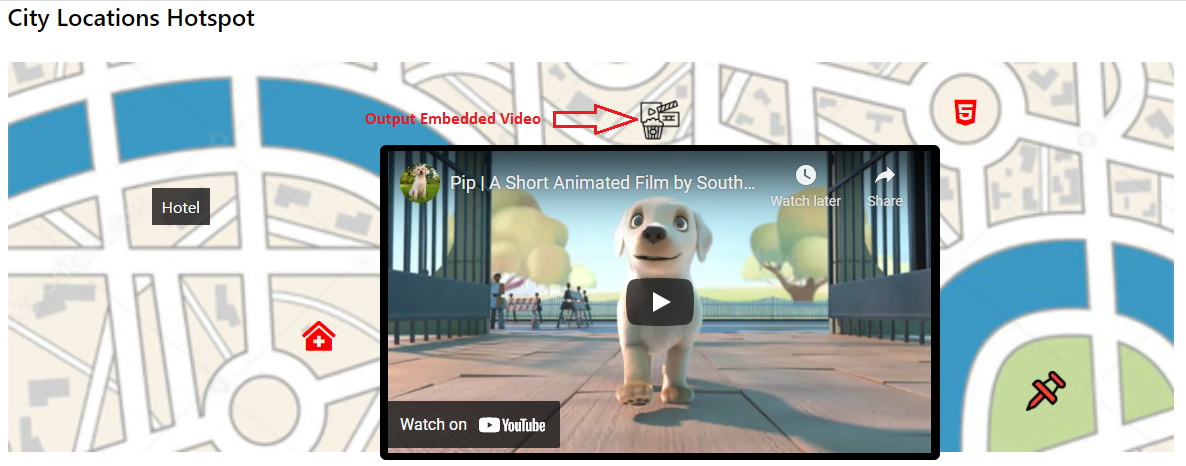 City Locations Hotspot
Output Embedded Video
Pip | A Short Animated Film by South...
Watch later
Share
Hotel
Watch on YouTube